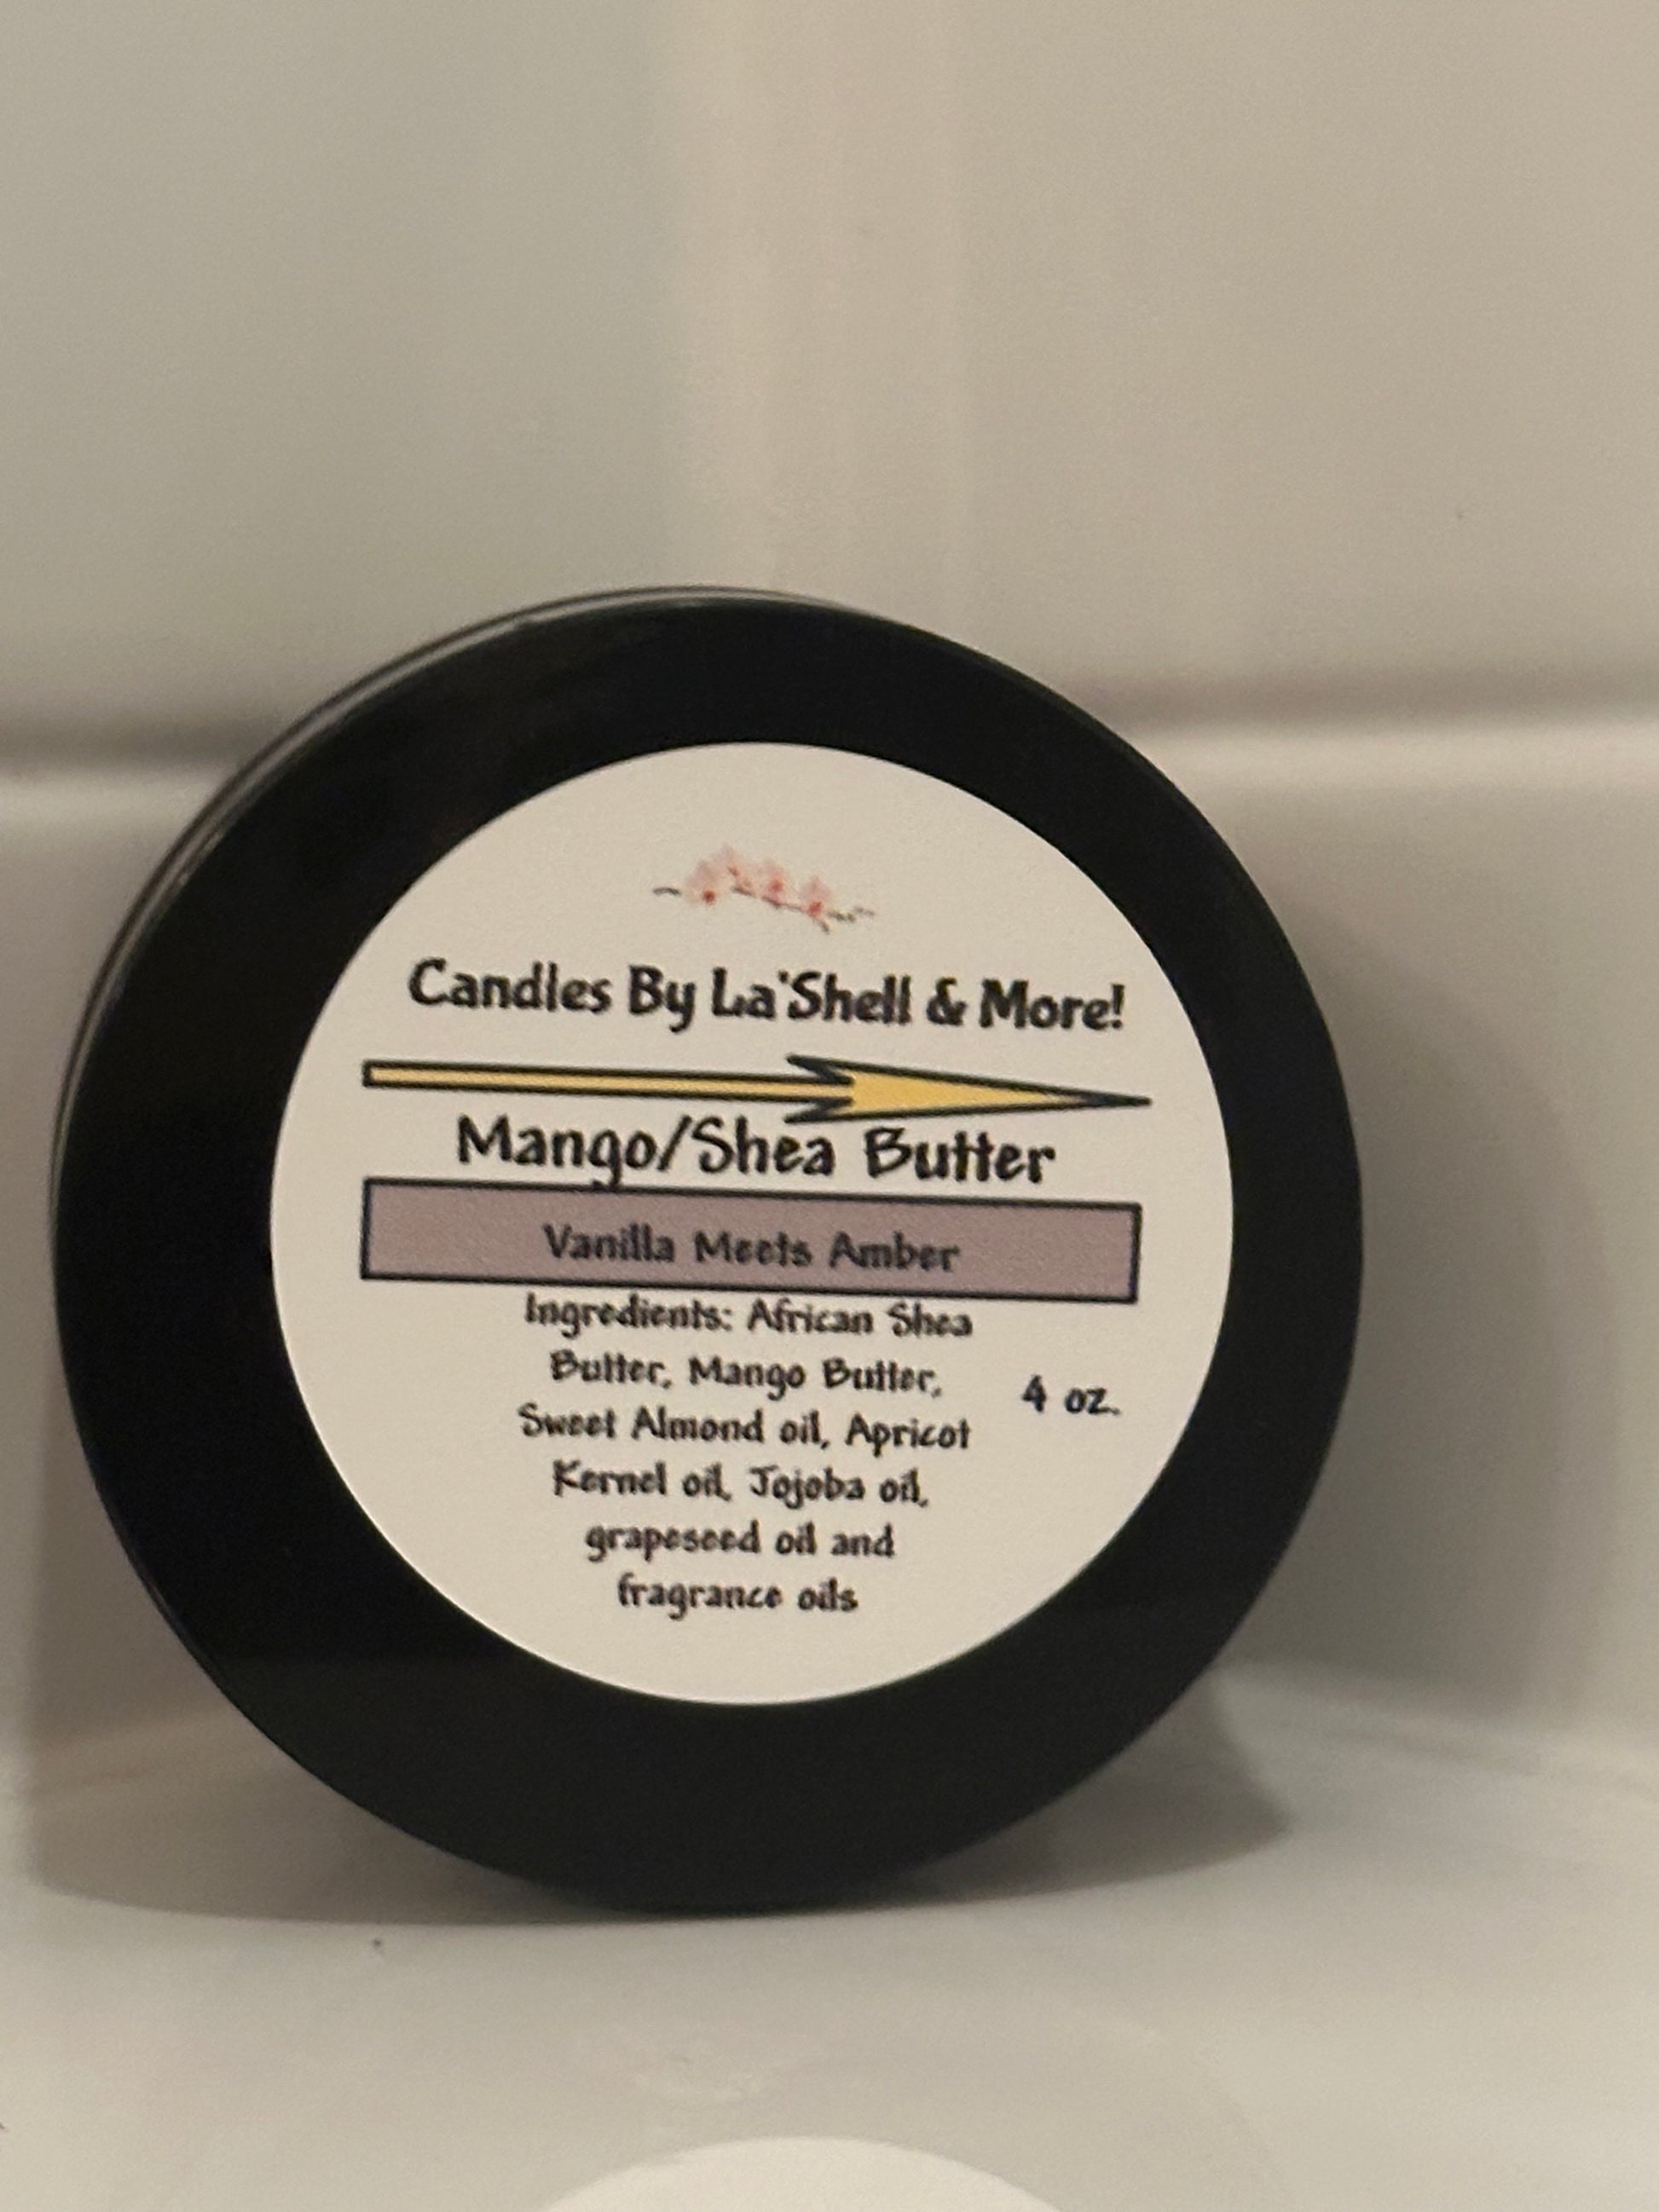 Candles By La'Shell & More!
Mango/Shea Butter
Vanilla Meets Amber
Ingredients: African Shea
Butter, Mango Butter,
Sweet Almond oil, Apricot
Kernel oil, Jojoba oil,
grapeseed oil and
fragrance oils
4 oz.